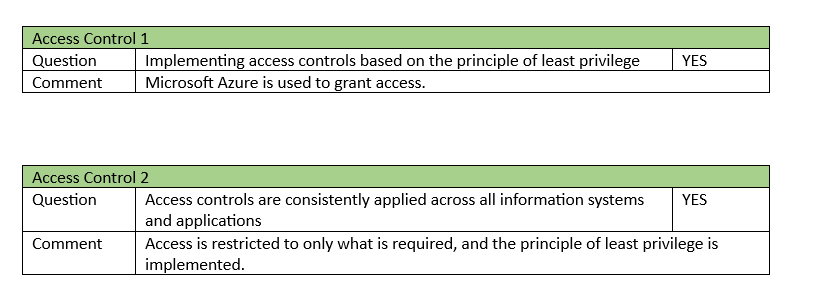 Access Control 1
Question Implementing access controls based on the principle of least privilege YES
Comment Microsoft Azure is used to grant access.
Access Control 2
Question Access controls are consistently applied across all information systems YES
and applications
Comment Access is restricted to only what is required, and the principle of least privilege is
implemented.